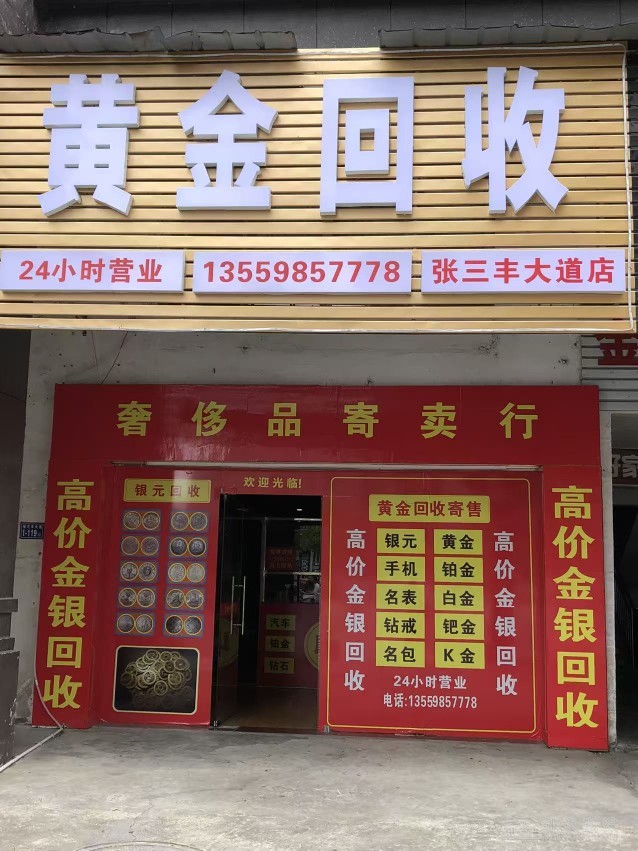 黄金回收
24小时营业
13559857778
张三丰大道店
奢侈品寄卖行
高价金银回收
银元回收
欢迎光临!
汽车
铂金
钻石
黄金回收寄售
高价金银回收
银元
黄金
手机
铂金
名表
白金
钻戒
钯金
名包
K金
高价金银回收
24小时营业
电话:13559857778
高价金银回收